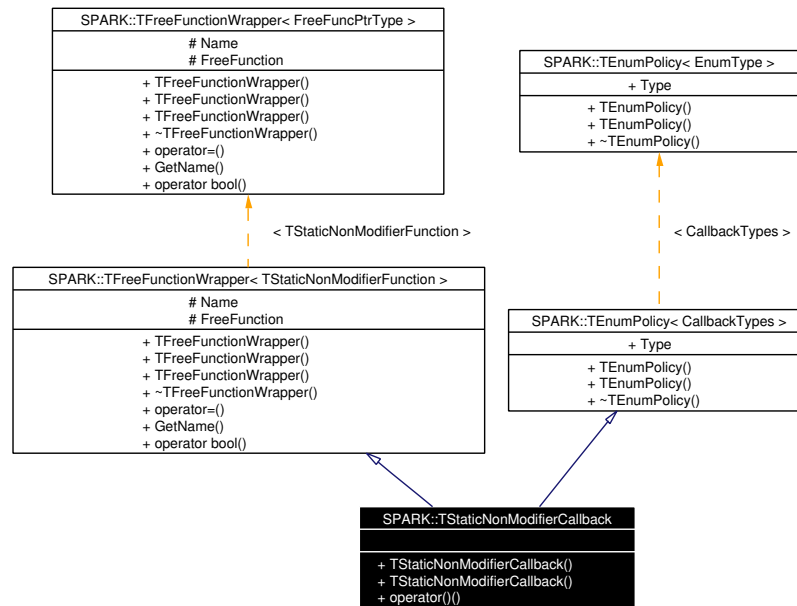 SPARK::TFreeFunctionWrapper< FreeFuncPtrType >
# Name
# FreeFunction
+ TFreeFunctionWrapper()
+ TFreeFunctionWrapper()
+ TFreeFunctionWrapper()
+ ~TFreeFunctionWrapper()
+ operator=()
+ GetName()
+ operator bool()
SPARK::TEnumPolicy< EnumType >
+ Type
+ TEnumPolicy()
+ TEnumPolicy()
+ ~TEnumPolicy()
< TStaticNonModifierFunction >
< CallbackTypes >
SPARK::TFreeFunctionWrapper< TStaticNonModifierFunction >
# Name
# FreeFunction
+ TFreeFunctionWrapper()
+ TFreeFunctionWrapper()
+ TFreeFunctionWrapper()
+ ~TFreeFunctionWrapper()
+ operator=()
+ GetName()
+ operator bool()
SPARK::TEnumPolicy< CallbackTypes >
+ Type
+ TEnumPolicy()
+ TEnumPolicy()
+ ~TEnumPolicy()
SPARK::TStaticNonModifierCallback
+ TStaticNonModifierCallback()
+ TStaticNonModifierCallback()
+ operator()()